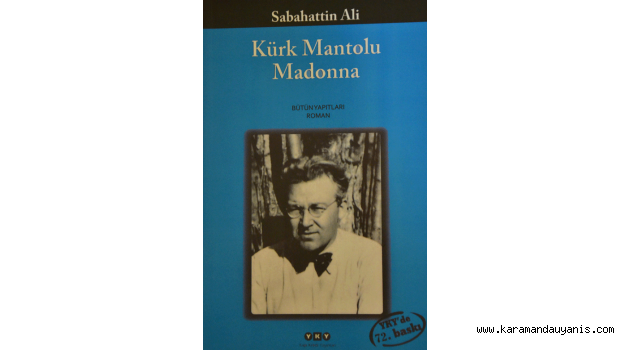 Sabahattin Ali
Kürk Mantolu
Madonna
BÜTÜN YAPITLARI
ROMAN
YKY
YKY'de
72. baskı
www.karamandauyanis.com